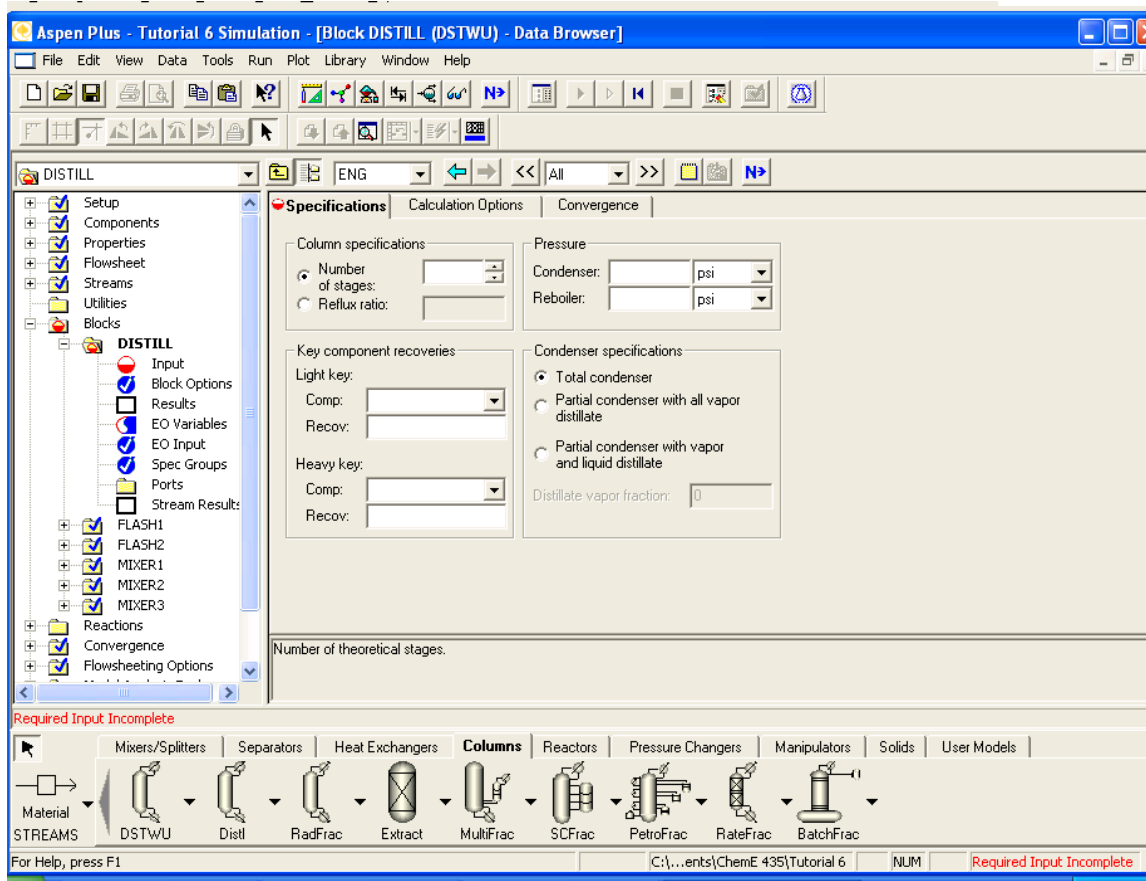 Aspen Plus - Tutorial 6 Simulation - [Block DISTILL (DSTWU) - Data Browser]
File Edit View Data Tools Run Plot Library Window Help
N>
DISTILL
ENG
<< All >>
N>
Setup
Components
Properties
Flowsheet
Streams
Utilities
Blocks
DISTILL
Input
Block Options
Results
EO Variables
EO Input
Spec Groups
Ports
Stream Results
FLASH1
FLASH2
MIXER1
MIXER2
MIXER3
Reactions
Convergence
Flowsheeting Options
Specifications Calculation Options Convergence
Column specifications
Number
of stages:
Reflux ratio:
Pressure
Condenser: psi
Reboiler: psi
Key component recoveries
Light key:
Comp:
Recov:
Heavy key:
Comp:
Recov:
Condenser specifications
Total condenser
Partial condenser with all vapor
distillate
Partial condenser with vapor
and liquid distillate
Distillate vapor fraction: 0
Number of theoretical stages.
Required Input Incomplete
Mixers/Splitters Separators Heat Exchangers Columns Reactors Pressure Changers Manipulators Solids User Models
Material
STREAMS
DSTWU Distl RadFrac Extract MultiFrac SCFrac PetroFrac RateFrac BatchFrac
For Help, press F1 C:\...ents\ChemE 435\Tutorial 6 NUM Required Input Incomplete